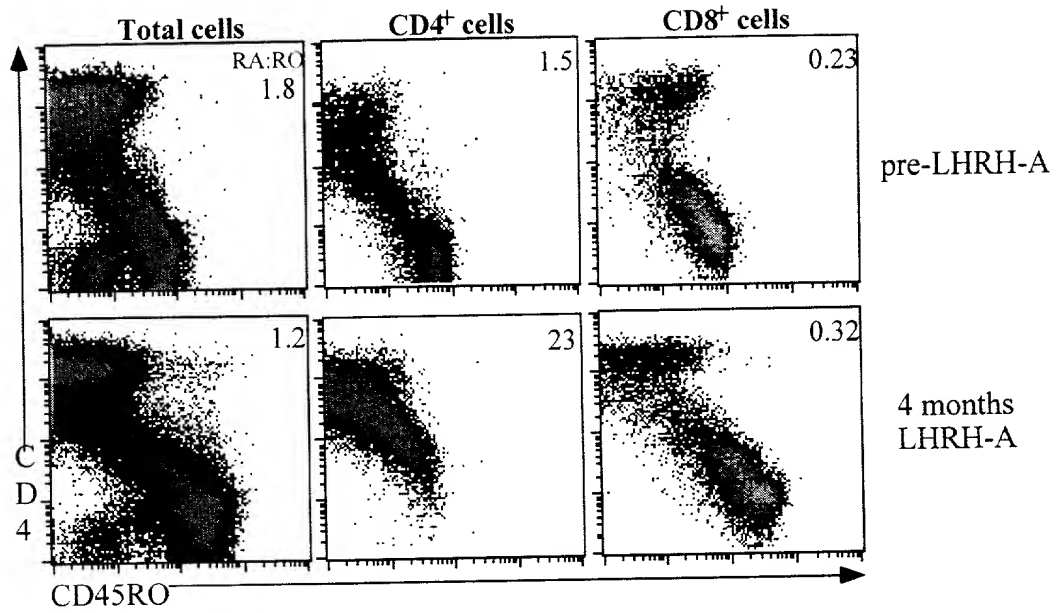 Total cells
CD4+ cells
CD8+ cells
RA:RO
1.8
1.5
0.23
pre-LHRH-A
1.2
23
0.32
4 months
LHRH-A
CD4
CD45RO